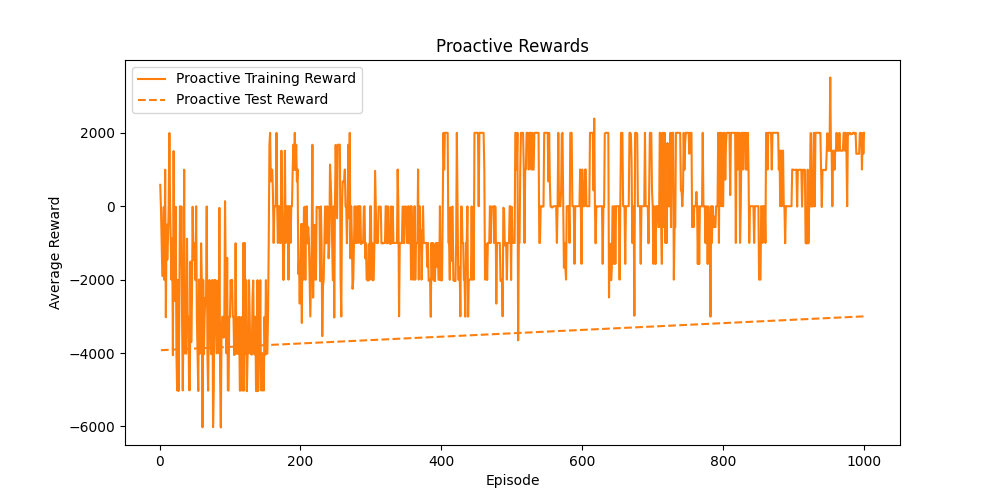 Proactive Rewards
Proactive Training Reward
Proactive Test Reward
Average Reward
2000
0
−2000
−4000
−6000
0 200 400 600 800 1000
Episode